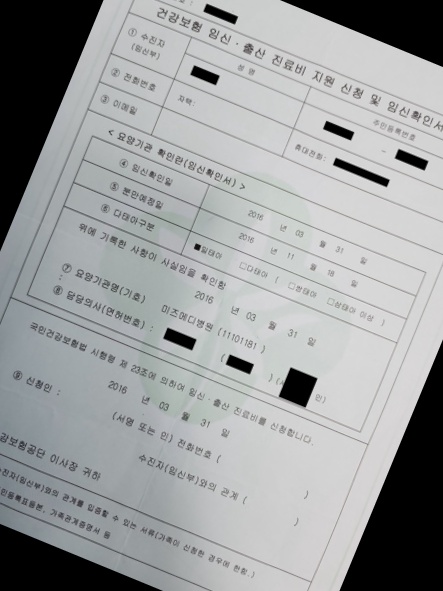 건강보험 임신 · 출산 진료비 지원 신청 및 임신확인서
① 수진자
(임신부)
성 명
주민등록번호
-
② 전화번호
자택:
휴대전화:
③ 이메일
< 요양기관 확인란(임신확인서) >
④ 임신확인일
2016 년 03 월 31 일
⑤ 분만예정일
2016 년 11 월 18 일
⑥ 다태아구분
■일태아 □다태아 ( □쌍태아 □삼태아 이상 )
위에 기록한 사항이 사실임을 확인함
2016 년 03 월 31 일
⑦ 요양기관명(기호) : 미즈메디병원 (11101181 )
⑧ 담당의사(면허번호) : ( ) ( 인)
국민건강보험법 시행령 제 23조에 의하여 임신 · 출산 진료비를 신청합니다.
2016 년 03 월 31 일
⑨ 신청인 : (서명 또는 인) 전화번호 ( )
수진자(임신부)와의 관계 ( )
강보험공단 이사장 귀하
진자(임신부)와의 관계를 입증할 수 있는 서류(가족이 신청한 경우에 한함.)
민등록표등본, 가족관계증명서 등